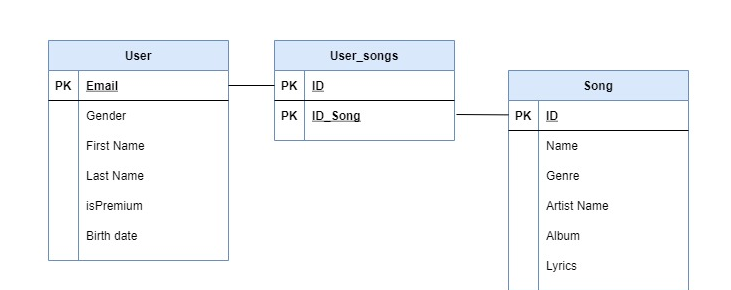 User
PK Email
Gender
First Name
Last Name
isPremium
Birth date
User_songs
PK ID
PK ID_Song
Song
PK ID
Name
Genre
Artist Name
Album
Lyrics